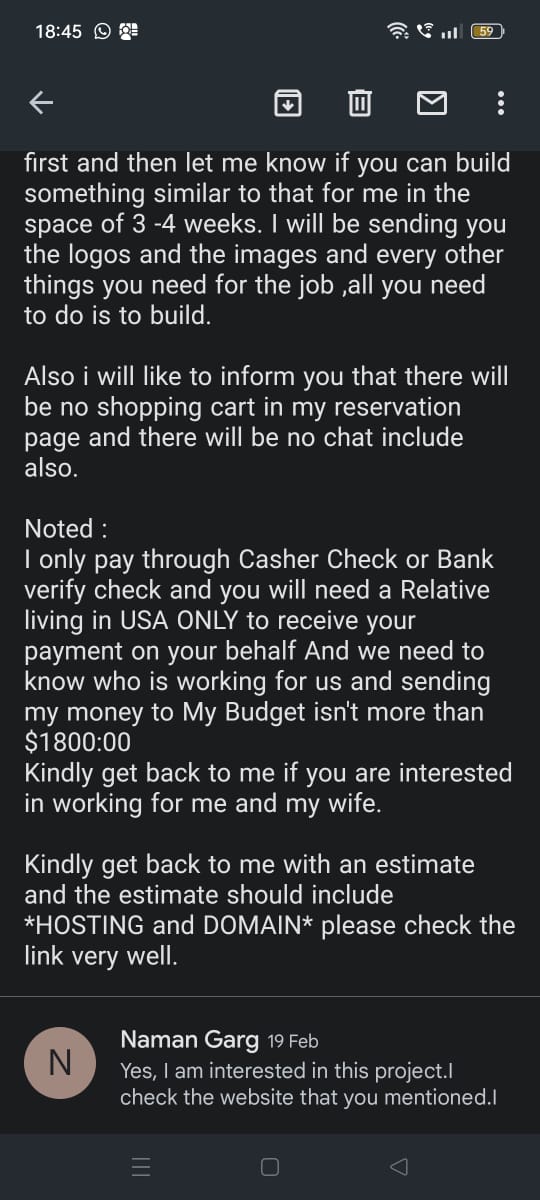 18:45
59
first and then let me know if you can build
something similar to that for me in the
space of 3 -4 weeks. I will be sending you
the logos and the images and every other
things you need for the job ,all you need
to do is to build.
Also i will like to inform you that there will
be no shopping cart in my reservation
page and there will be no chat include
also.
Noted :
I only pay through Casher Check or Bank
verify check and you will need a Relative
living in USA ONLY to receive your
payment on your behalf And we need to
know who is working for us and sending
my money to My Budget isn't more than
$1800:00
Kindly get back to me if you are interested
in working for me and my wife.
Kindly get back to me with an estimate
and the estimate should include
*HOSTING and DOMAIN* please check the
link very well.
N
Naman Garg 19 Feb
Yes, I am interested in this project.I
check the website that you mentioned.I